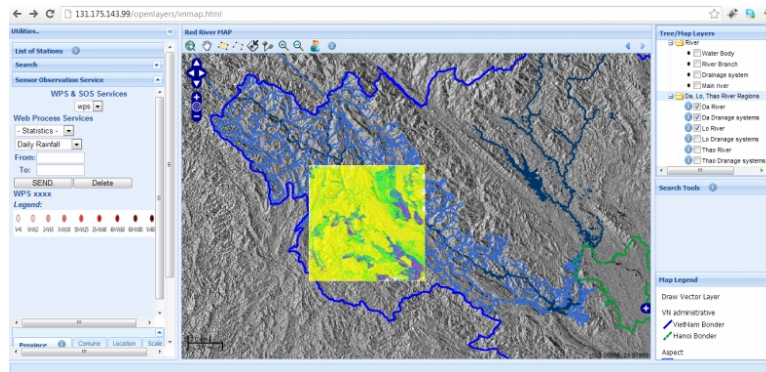 131.175.143.99/openlayers/vnmap.html
Utilities..
List of Stations
Search
Sensor Observation Service
WPS & SOS Services
wps
Web Process Services
- Statistics -
Daily Rainfall
From:
To:
SEND
Delete
WPS xxxx
Legend:
Province
Comune
Location
Scale
Red River MAP
Tree/Map Layers
River
Water Body
River Branch
Drainage system
Main river
Da, Lo, Thao River Regions
Da River
Da Dranage systems
Lo River
Lo Dranage systems
Thao River
Thao Dranage systems
Search Tools
Map Legend
Draw Vector Layer
VN administrative
VietNam Bonder
Hanoi Bonder
Aspect